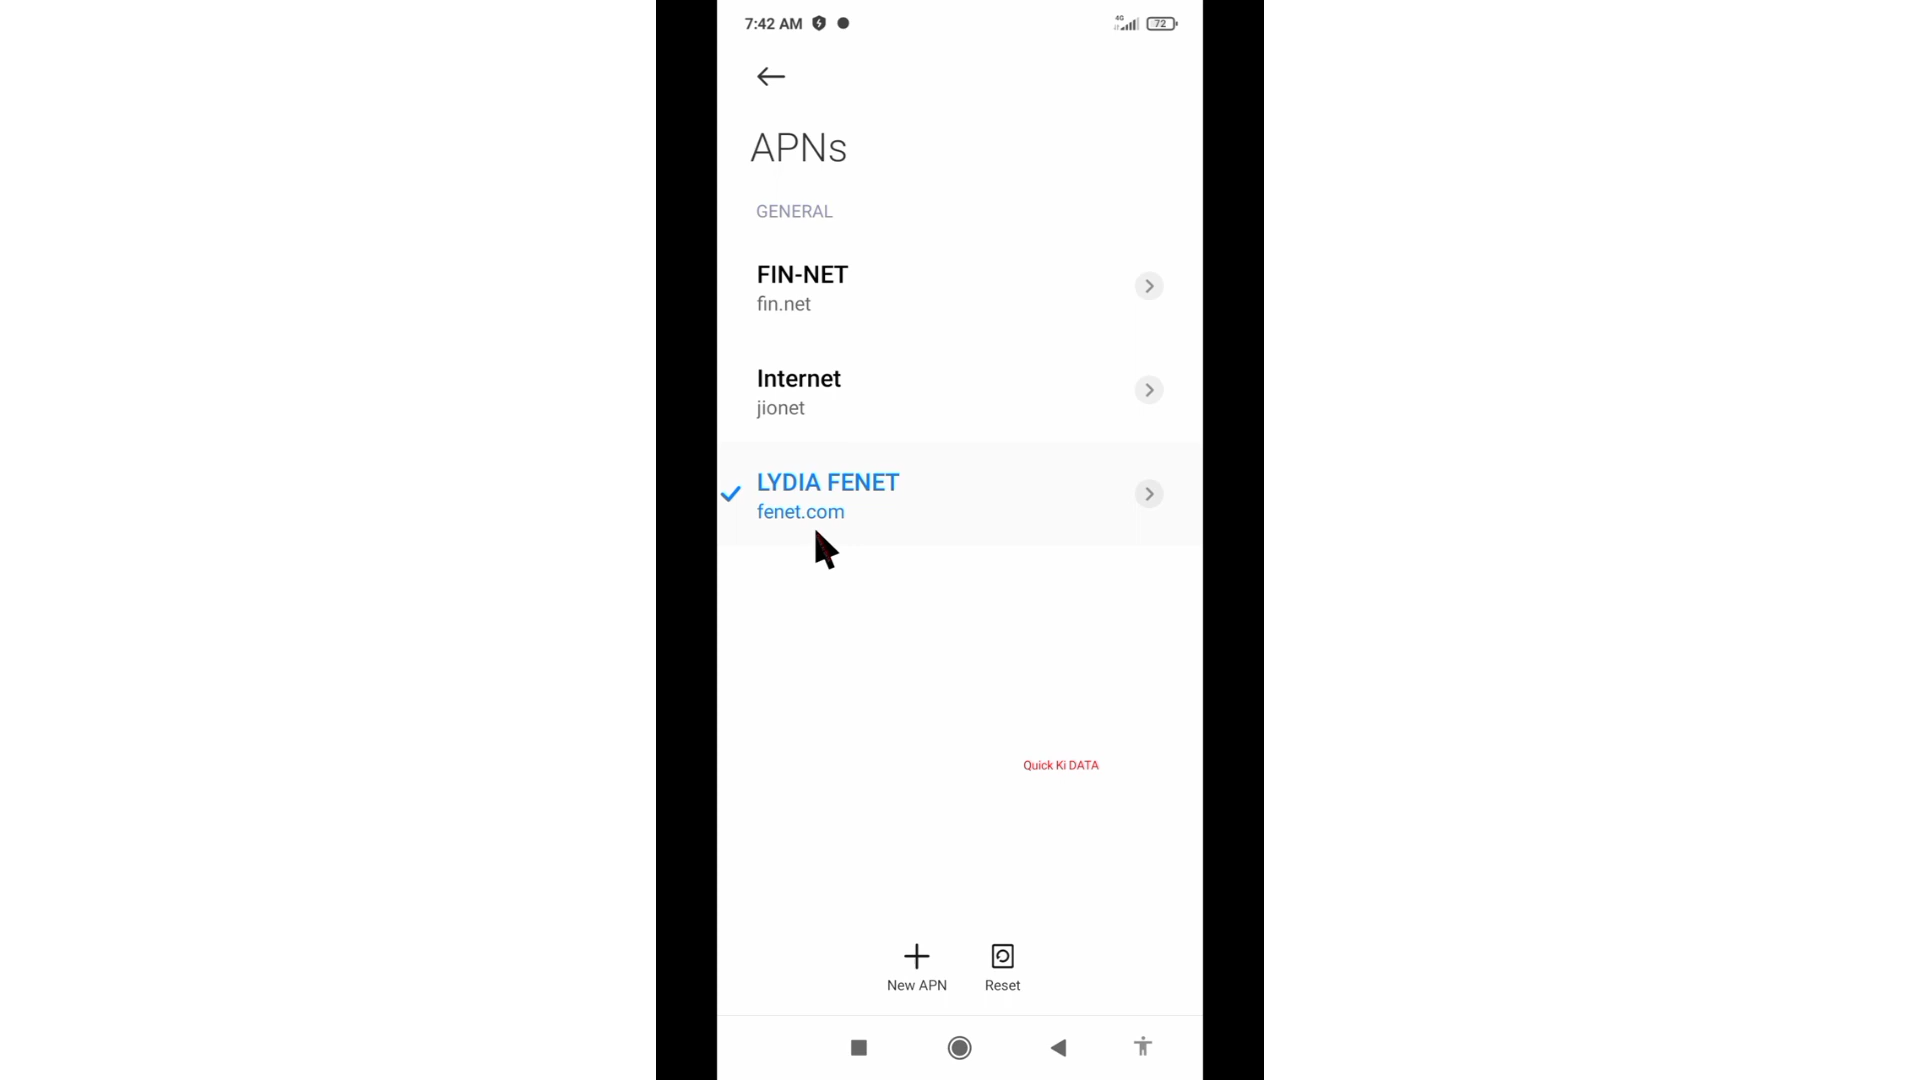 7:42 AM
4G
72
APNs
GENERAL
FIN-NET
fin.net
Internet
jionet
LYDIA FENET
fenet.com
Quick Ki DATA
New APN
Reset